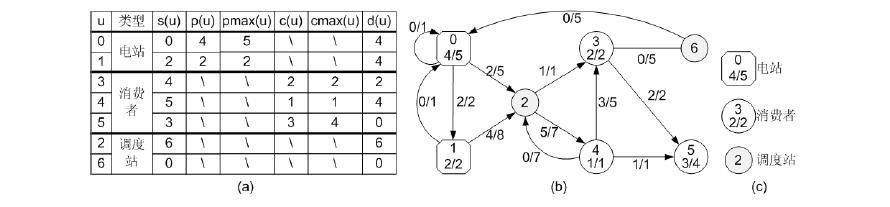 u 类型 s(u) p(u) pmax(u) c(u) cmax(u) d(u)
0 电站 0 4 5 \ \ 4
1 2 2 2 \ \ 4
3 消费者 4 \ \ 2 2 2
4 5 \ \ 1 1 4
5 3 \ \ 3 4 0
2 调度站 6 \ \ \ \ 6
6 0 \ \ \ \ 0
(a)
0/1
0
4/5
0/5
2/5
0/1
2/2
1
2/2
4/8
2
1/1
3
2/2
0/5
6
3/5
2/2
5/7
0/7
4
1/1
1/1
5
3/4
(b)
0
4/5
电站
3
2/2
消费者
2
调度站
(c)